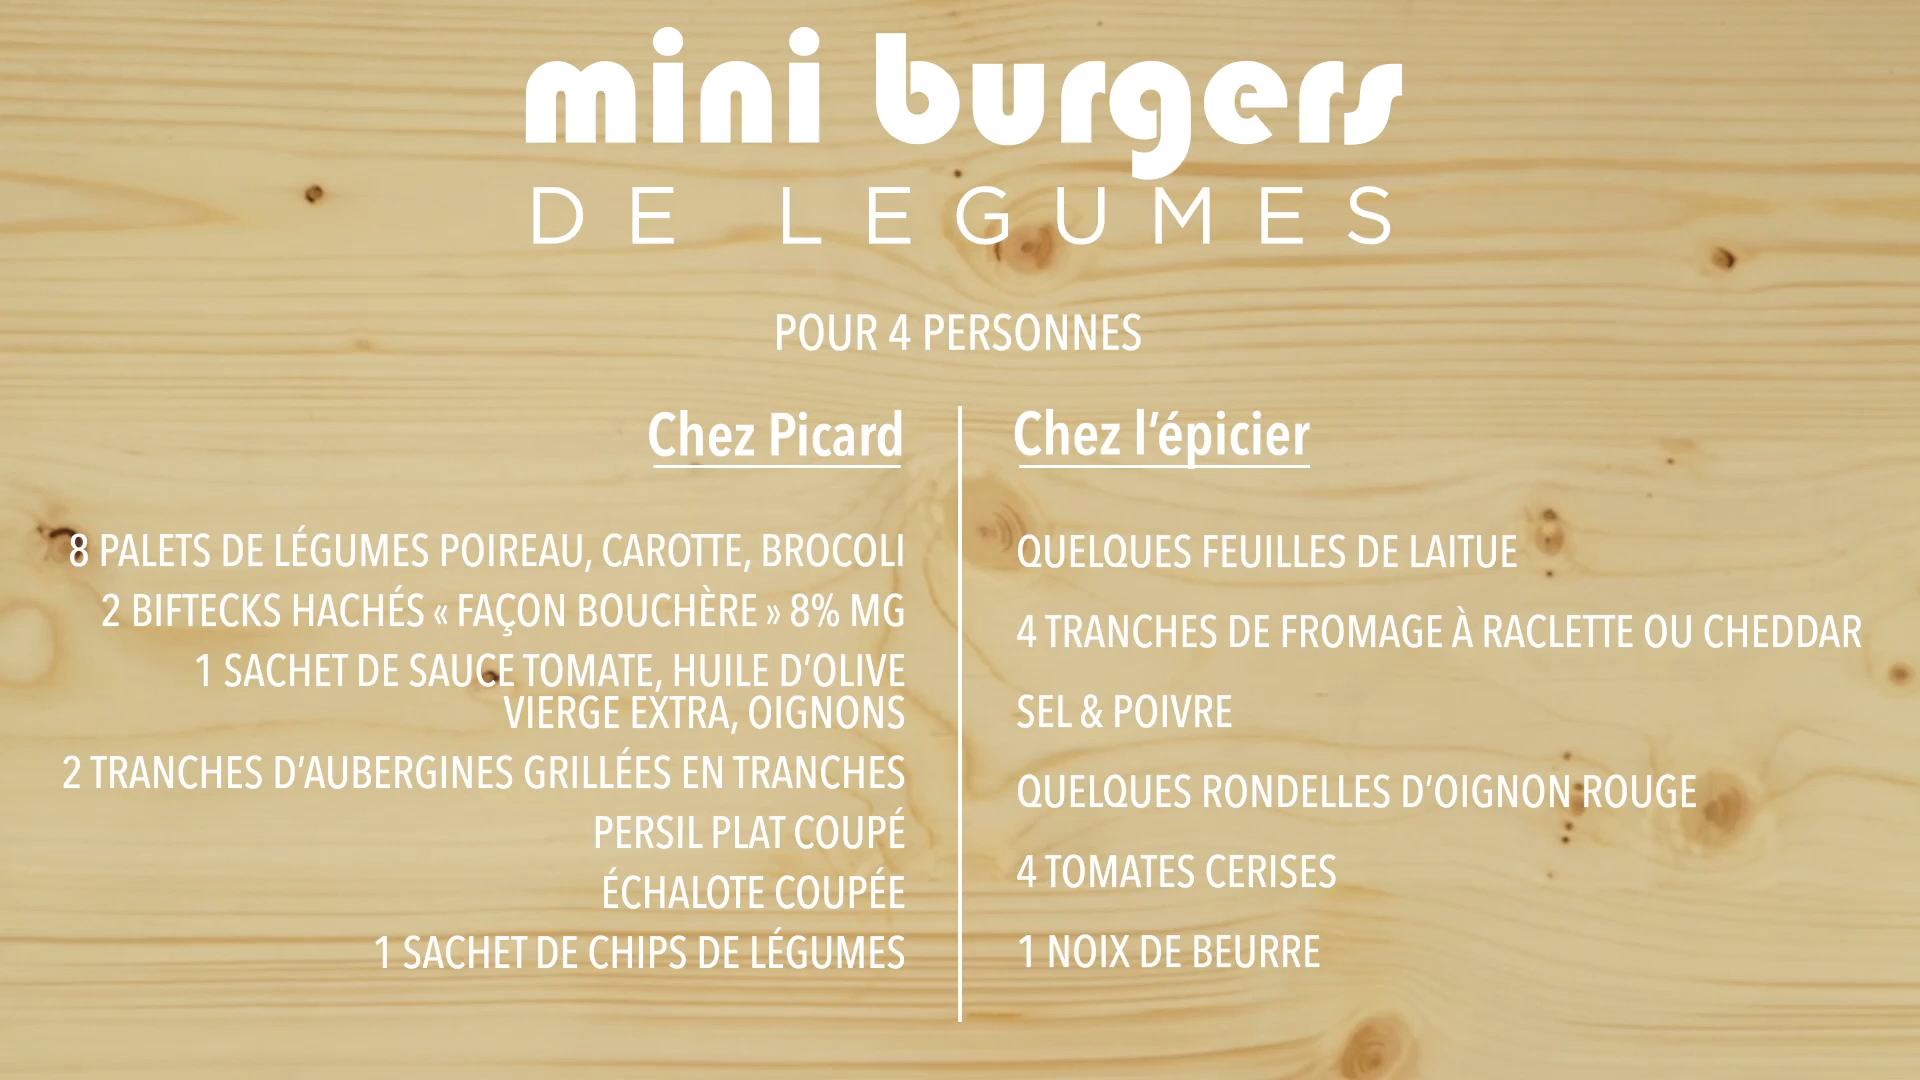 mini burgers
DE LEGUMES
POUR 4 PERSONNES
Chez Picard
8 PALETS DE LÉGUMES POIREAU, CAROTTE, BROCOLI
2 BIFTECKS HACHÉS « FAÇON BOUCHÈRE » 8% MG
1 SACHET DE SAUCE TOMATE, HUILE D’OLIVE
VIERGE EXTRA, OIGNONS
2 TRANCHES D’AUBERGINES GRILLÉES EN TRANCHES
PERSIL PLAT COUPÉ
ÉCHALOTE COUPÉE
1 SACHET DE CHIPS DE LÉGUMES
Chez l’épicier
QUELQUES FEUILLES DE LAITUE
4 TRANCHES DE FROMAGE À RACLETTE OU CHEDDAR
SEL & POIVRE
QUELQUES RONDELLES D’OIGNON ROUGE
4 TOMATES CERISES
1 NOIX DE BEURRE